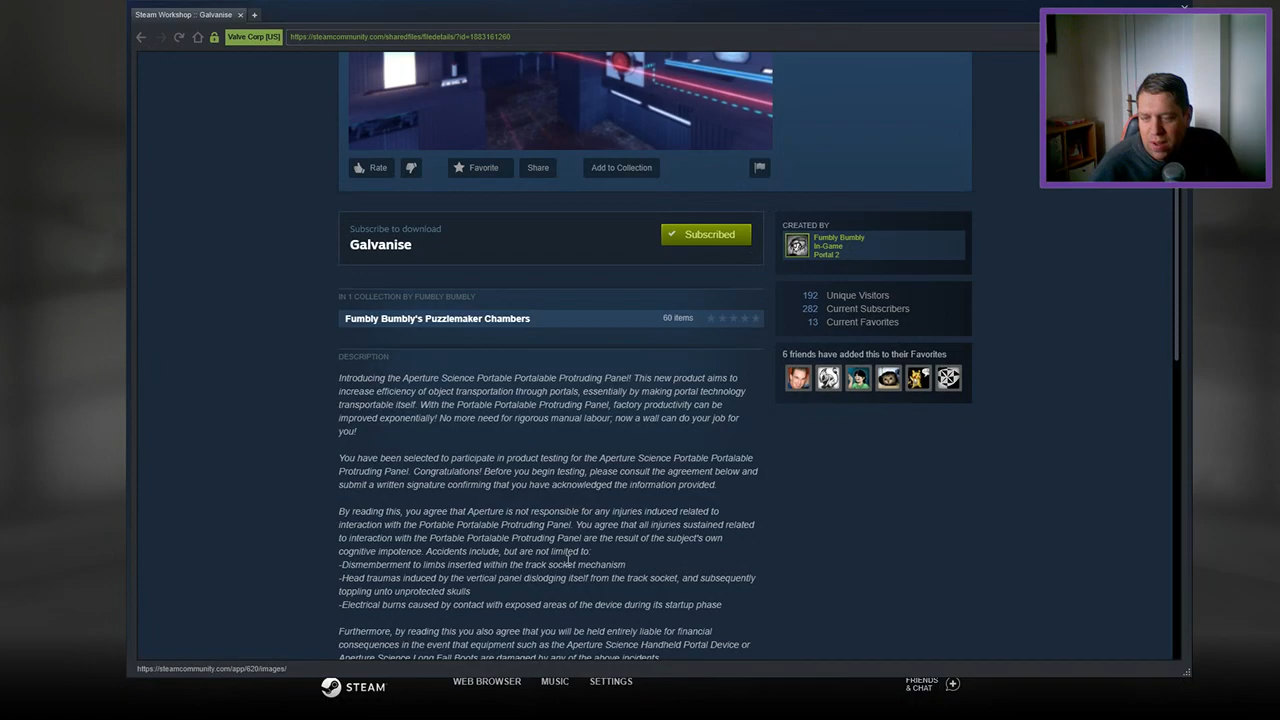 Steam Workshop :: Galvanise
Valve Corp [US]
https://steamcommunity.com/sharedfiles/filedetails/?id=1883161260
Rate
Favorite
Share
Add to Collection
Subscribe to download
Galvanise
Subscribed
IN 1 COLLECTION BY FUMBLY BUMBLY
Fumbly Bumbly's Puzzlemaker Chambers
60 items
DESCRIPTION
Introducing the Aperture Science Portable Portalable Protruding Panel! This new product aims to
increase efficiency of object transportation through portals, essentially by making portal technology
transportable itself. With the Portable Portalable Protruding Panel, factory productivity can be
improved exponentially! No more need for rigorous manual labour; now a wall can do your job for
you!
You have been selected to participate in product testing for the Aperture Science Portable Portalable
Protruding Panel. Congratulations! Before you begin testing, please consult the agreement below and
submit a written signature confirming that you have acknowledged the information provided.
By reading this, you agree that Aperture is not responsible for any injuries induced related to
interaction with the Portable Portalable Protruding Panel. You agree that all injuries sustained related
to interaction with the Portable Portalable Protruding Panel are the result of the subject's own
cognitive impotence. Accidents include, but are not limited to:
-Dismemberment to limbs inserted within the track socket mechanism
-Head traumas induced by the vertical panel dislodging itself from the track socket, and subsequently
toppling unto unprotected skulls
-Electrical burns caused by contact with exposed areas of the device during its startup phase
Furthermore, by reading this you also agree that you will be held entirely liable for financial
consequences in the event that equipment such as the Aperture Science Handheld Portal Device or
Aperture Science Long Fall Boots are damaged by any of the above incidents.
CREATED BY
Fumbly Bumbly
In-Game
Portal 2
192 Unique Visitors
282 Current Subscribers
13 Current Favorites
6 friends have added this to their Favorites
https://steamcommunity.com/app/620/images/
STEAM
WEB BROWSER
MUSIC
SETTINGS
FRIENDS
& CHAT